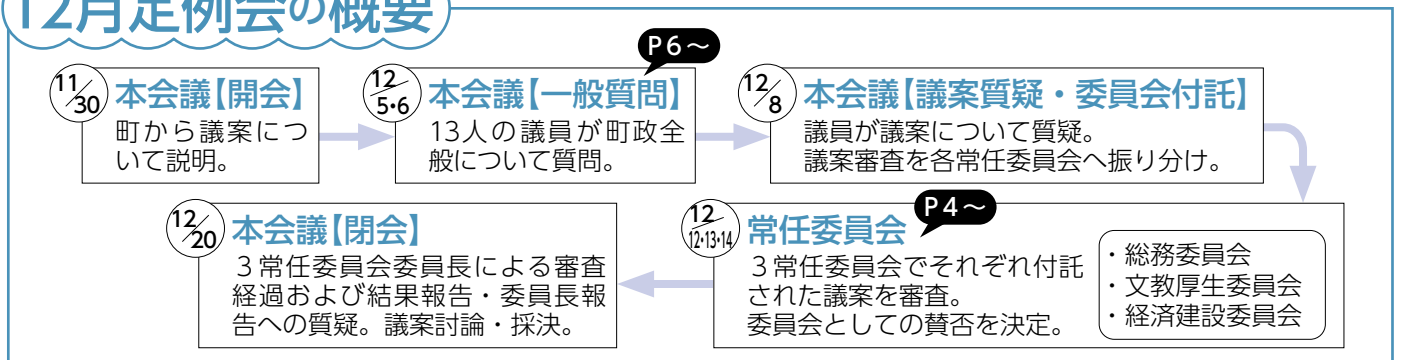 12月定例会の概要
11/30 本会議【開会】
町から議案につ
いて説明。
P6～
12/5・6 本会議【一般質問】
13人の議員が町政全
般について質問。
12/8 本会議【議案質疑・委員会付託】
議員が議案について質疑。
議案審査を各常任委員会へ振り分け。
P4～
12/12・13・14 常任委員会
３常任委員会でそれぞれ付託
された議案を審査。
委員会としての賛否を決定。
・総務委員会
・文教厚生委員会
・経済建設委員会
12/20 本会議【閉会】
３常任委員会委員長による審査
経過および結果報告・委員長報
告への質疑。議案討論・採決。